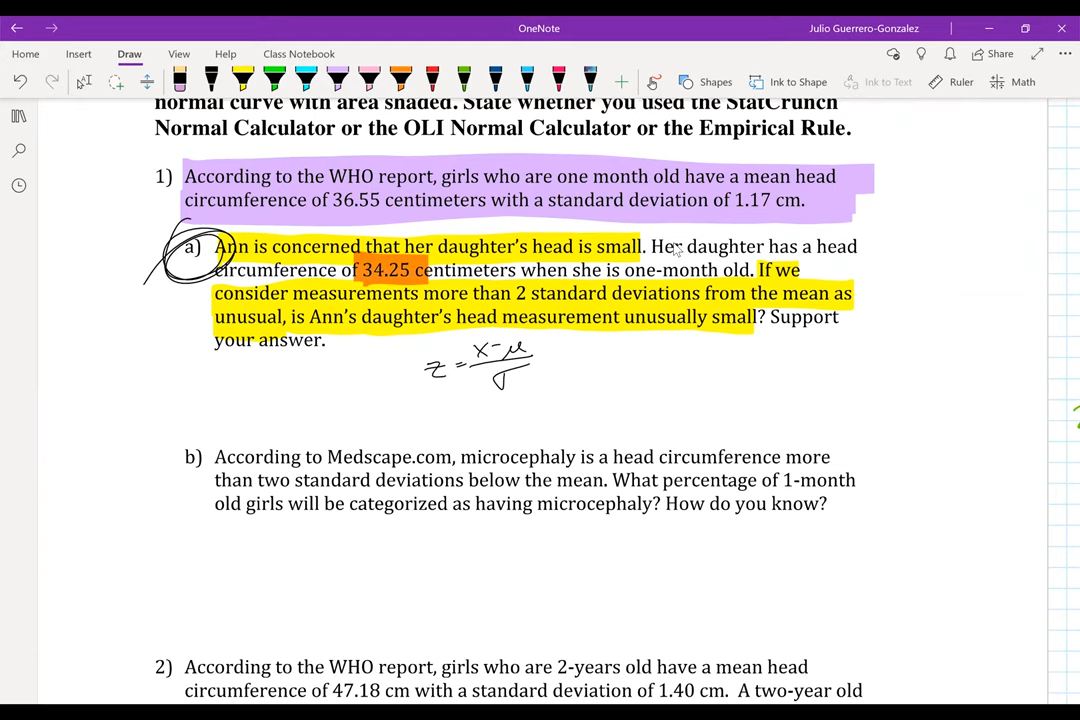 OneNote
Julio Guerrero-Gonzalez
Home Insert Draw View Help Class Notebook
Share
Shapes Ink to Shape Ink to Text Ruler Math
normal curve with area shaded. State whether you used the StatCrunch
Normal Calculator or the OLI Normal Calculator or the Empirical Rule.
1) According to the WHO report, girls who are one month old have a mean head
circumference of 36.55 centimeters with a standard deviation of 1.17 cm.
a) Ann is concerned that her daughter's head is small. Her daughter has a head
circumference of 34.25 centimeters when she is one-month old. If we
consider measurements more than 2 standard deviations from the mean as
unusual, is Ann's daughter's head measurement unusually small? Support
your answer.
z = x-μ
σ
b) According to Medscape.com, microcephaly is a head circumference more
than two standard deviations below the mean. What percentage of 1-month
old girls will be categorized as having microcephaly? How do you know?
2) According to the WHO report, girls who are 2-years old have a mean head
circumference of 47.18 cm with a standard deviation of 1.40 cm. A two-year old